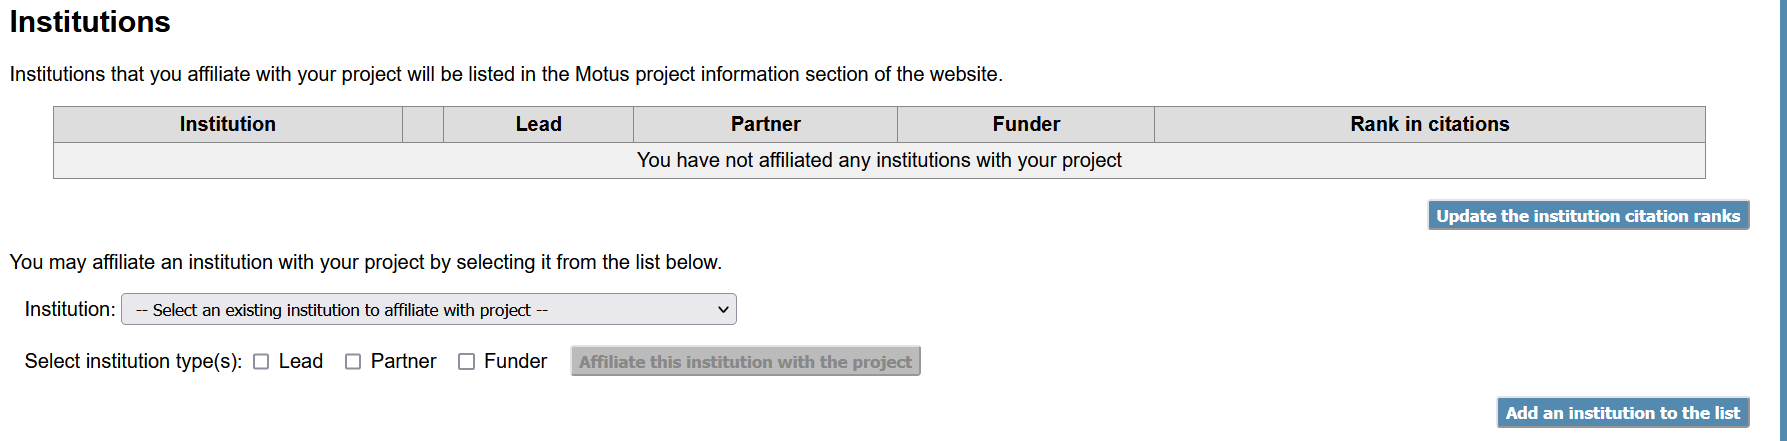 Institutions
Institutions that you affiliate with your project will be listed in the Motus project information section of the website.
Institution Lead Partner Funder Rank in citations
You have not affiliated any institutions with your project
Update the institution citation ranks
You may affiliate an institution with your project by selecting it from the list below.
Institution: -- Select an existing institution to affiliate with project --
Select institution type(s): Lead Partner Funder Affiliate this institution with the project
Add an institution to the list